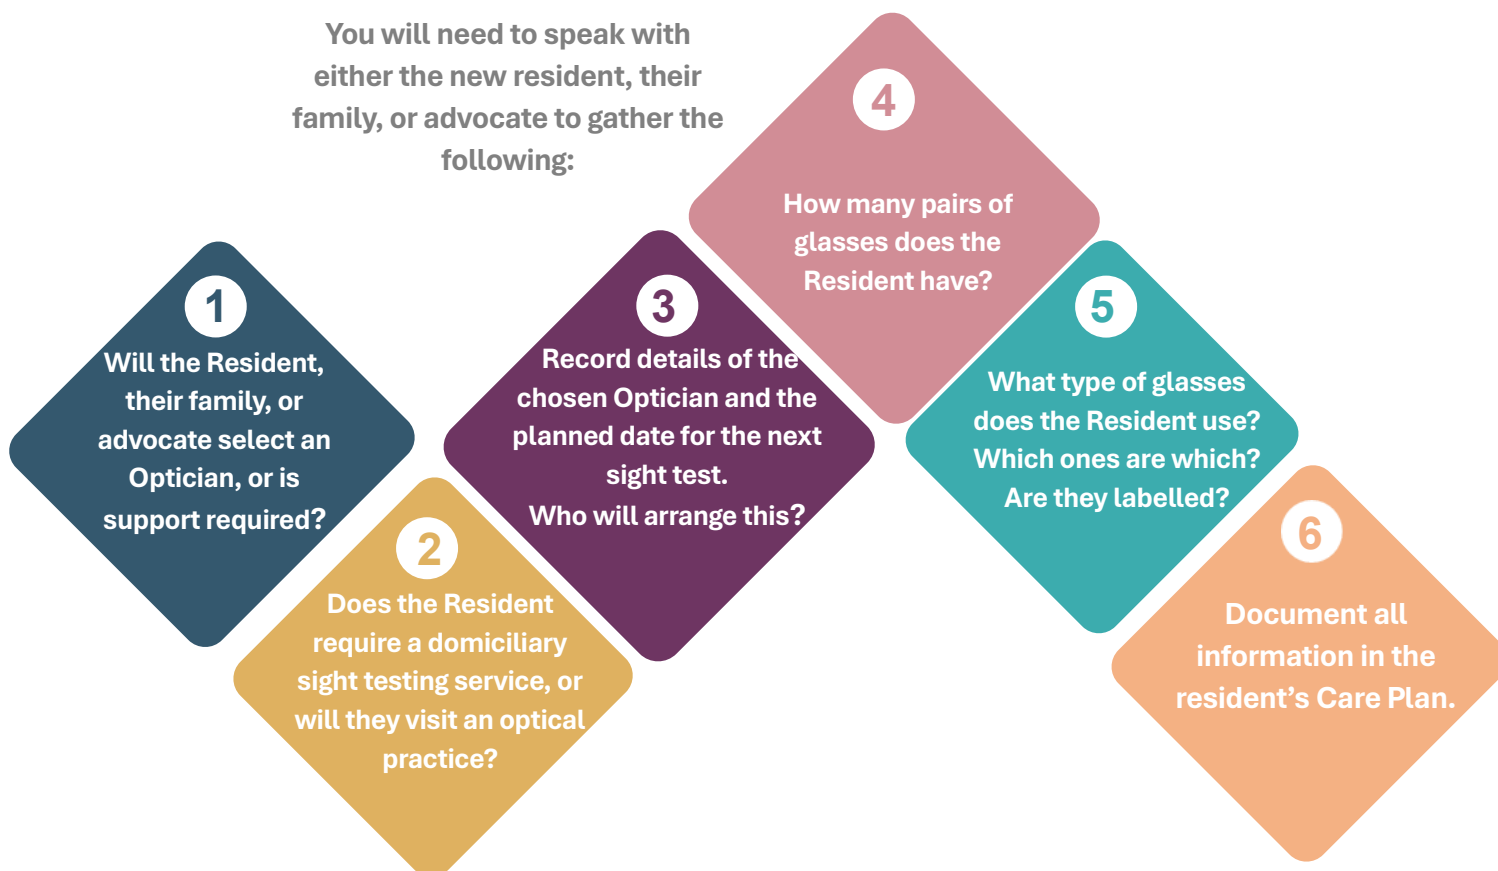 You will need to speak with
either the new resident, their
family, or advocate to gather the
following:
1
Will the Resident,
their family, or
advocate select an
Optician, or is
support required?
2
Does the Resident
require a domiciliary
sight testing service, or
will they visit an optical
practice?
3
Record details of the
chosen Optician and the
planned date for the next
sight test.
Who will arrange this?
4
How many pairs of
glasses does the
Resident have?
5
What type of glasses
does the Resident use?
Which ones are which?
Are they labelled?
6
Document all
information in the
resident’s Care Plan.